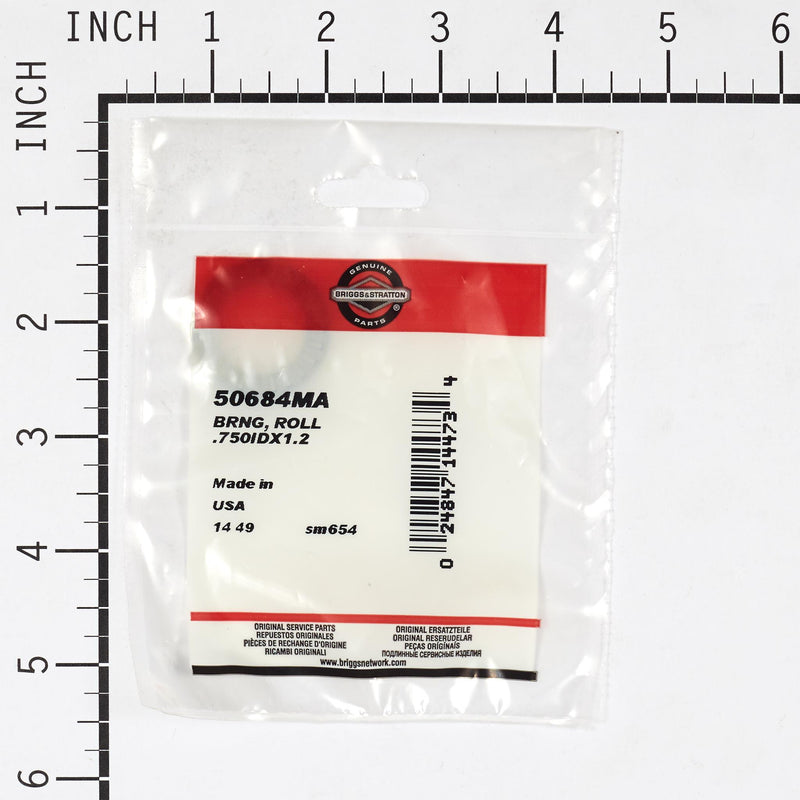 INCH 1 2 3 4 5 6
INCH
1
2
3
4
5
6
GENUINE
BRIGGS&STRATTON
®
PARTS
50684MA
BRNG, ROLL
.750IDX1.2
Made in
USA
14 49 sm654
0 24847 14473 4
ORIGINAL SERVICE PARTS
REPUESTOS ORIGINALES
PIÈCES DE RECHANGE D'ORIGINE
RICAMBI ORIGINALI
ORIGINAL ERSATZTEILE
ORIGINAL RESERUDELAR
PEÇAS ORIGINAIS
ПОДЛИННЫЕ СЕРВИСНЫЕ ИЗДЕЛИЯ
www.briggsnetwork.com